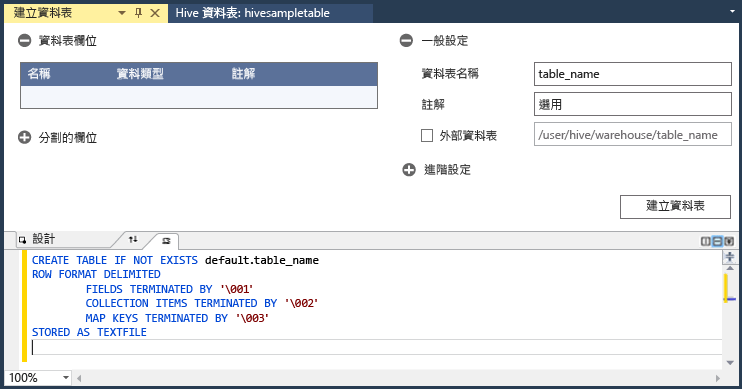 建立資料表
Hive 資料表: hivesampletable
資料表欄位
名稱 資料類型 註解
分割的欄位
一般設定
資料表名稱 table_name
註解 選用
外部資料表 /user/hive/warehouse/table_name
進階設定
建立資料表
設計
CREATE TABLE IF NOT EXISTS default.table_name
ROW FORMAT DELIMITED
FIELDS TERMINATED BY '\001'
COLLECTION ITEMS TERMINATED BY '\002'
MAP KEYS TERMINATED BY '\003'
STORED AS TEXTFILE
100%